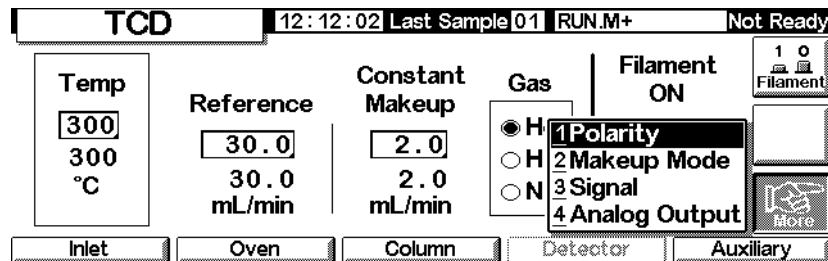 TCD
12:12:02 Last Sample 01 RUN.M+ Not Ready
Temp
300
300
°C
Reference
30.0
30.0
mL/min
Constant
Makeup
2.0
2.0
mL/min
Gas
H
H
N
Filament
ON
1 Polarity
2 Makeup Mode
3 Signal
4 Analog Output
1 0
Filament
More
Inlet Oven Column Detector Auxiliary